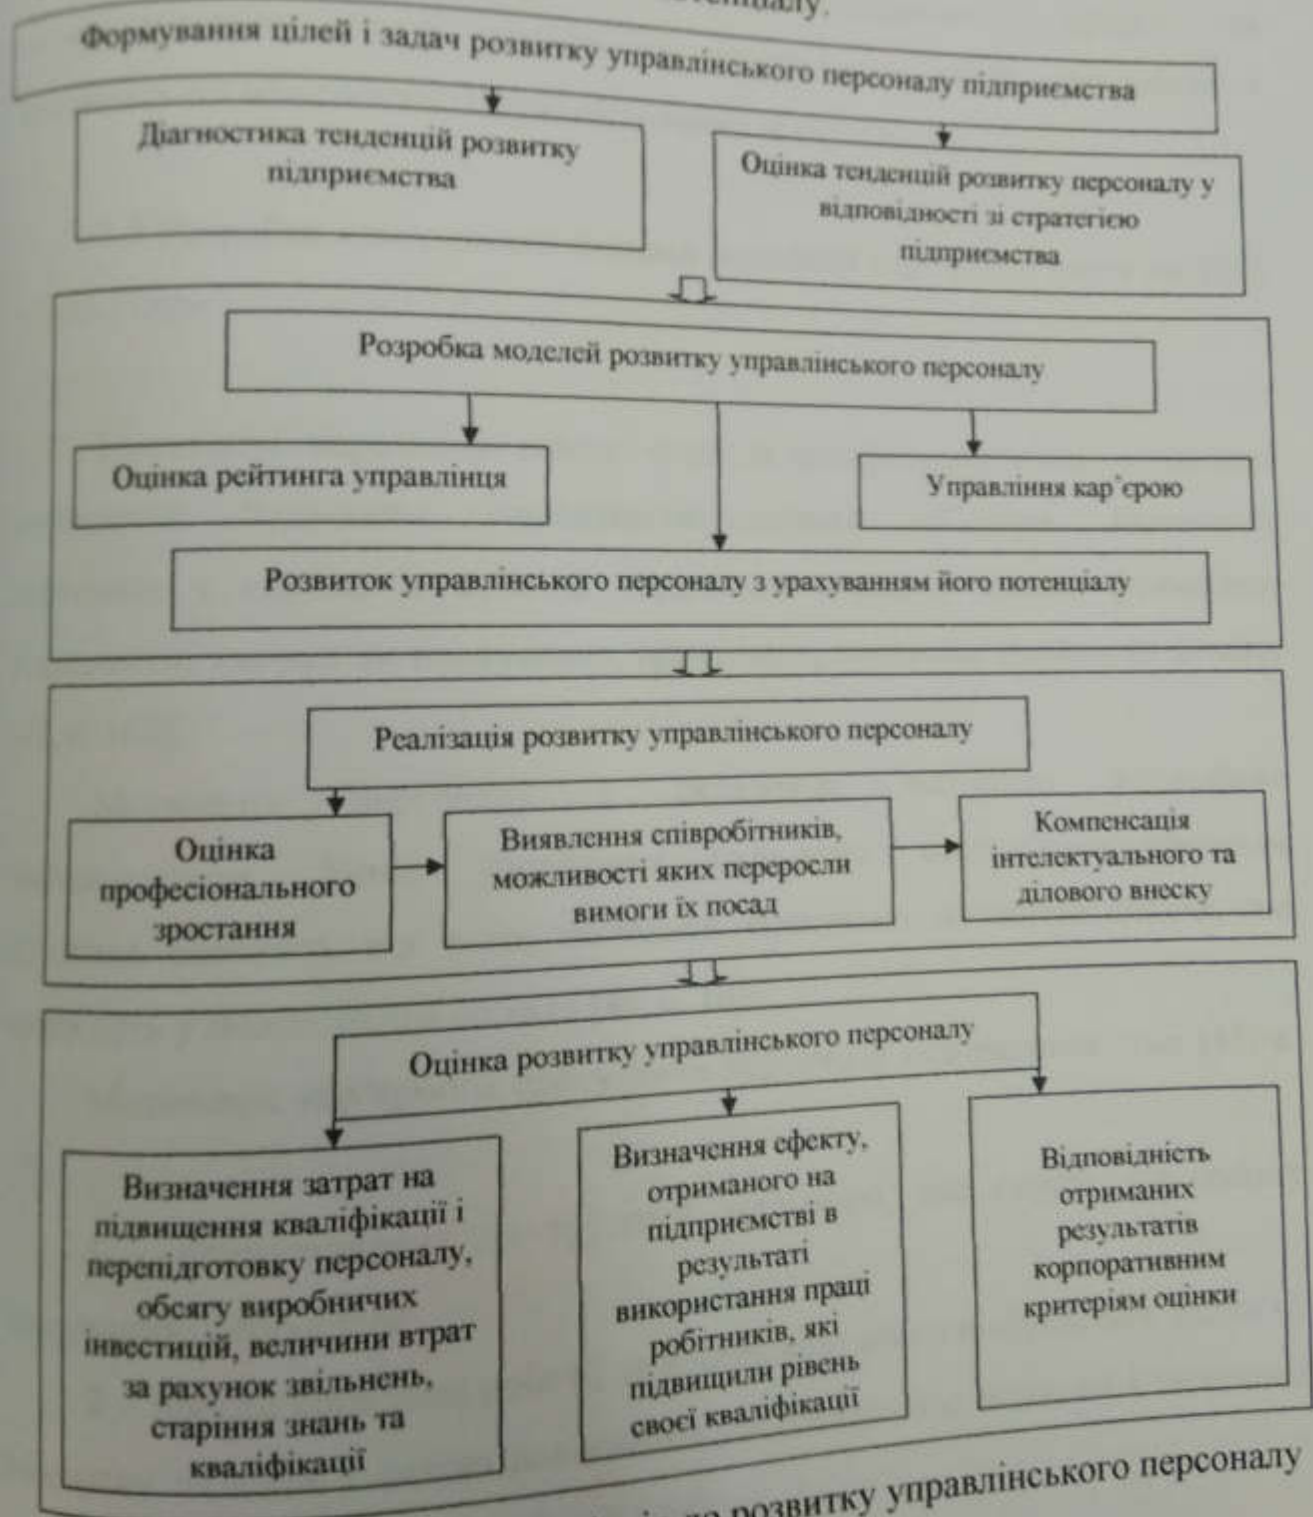 Формування цілей і задач розвитку управлінського персоналу підприємства
Діагностика тенденцій розвитку
підприємства
Оцінка тенденцій розвитку персоналу у
відповідності зі стратегією
підприємства
Розробка моделей розвитку управлінського персоналу
Оцінка рейтинга управлінця
Управління кар’єрою
Розвиток управлінського персоналу з урахуванням його потенціалу
Реалізація розвитку управлінського персоналу
Оцінка
професіонального
зростання
Виявлення співробітників,
можливості яких переросли
вимоги їх посад
Компенсація
інтелектуального та
ділового внеску
Оцінка розвитку управлінського персоналу
Визначення затрат на
підвищення кваліфікації і
перепідготовку персоналу,
обсягу виробничих
інвестицій, величини втрат
за рахунок звільнень,
старіння знань та
кваліфікації
Визначення ефекту,
отриманого на
підприємстві в
результаті
використання праці
робітників, які
підвищили рівень
своєї кваліфікації
Відповідність
отриманих
результатів
корпоративним
критеріям оцінки
розвитку управлінського персоналу